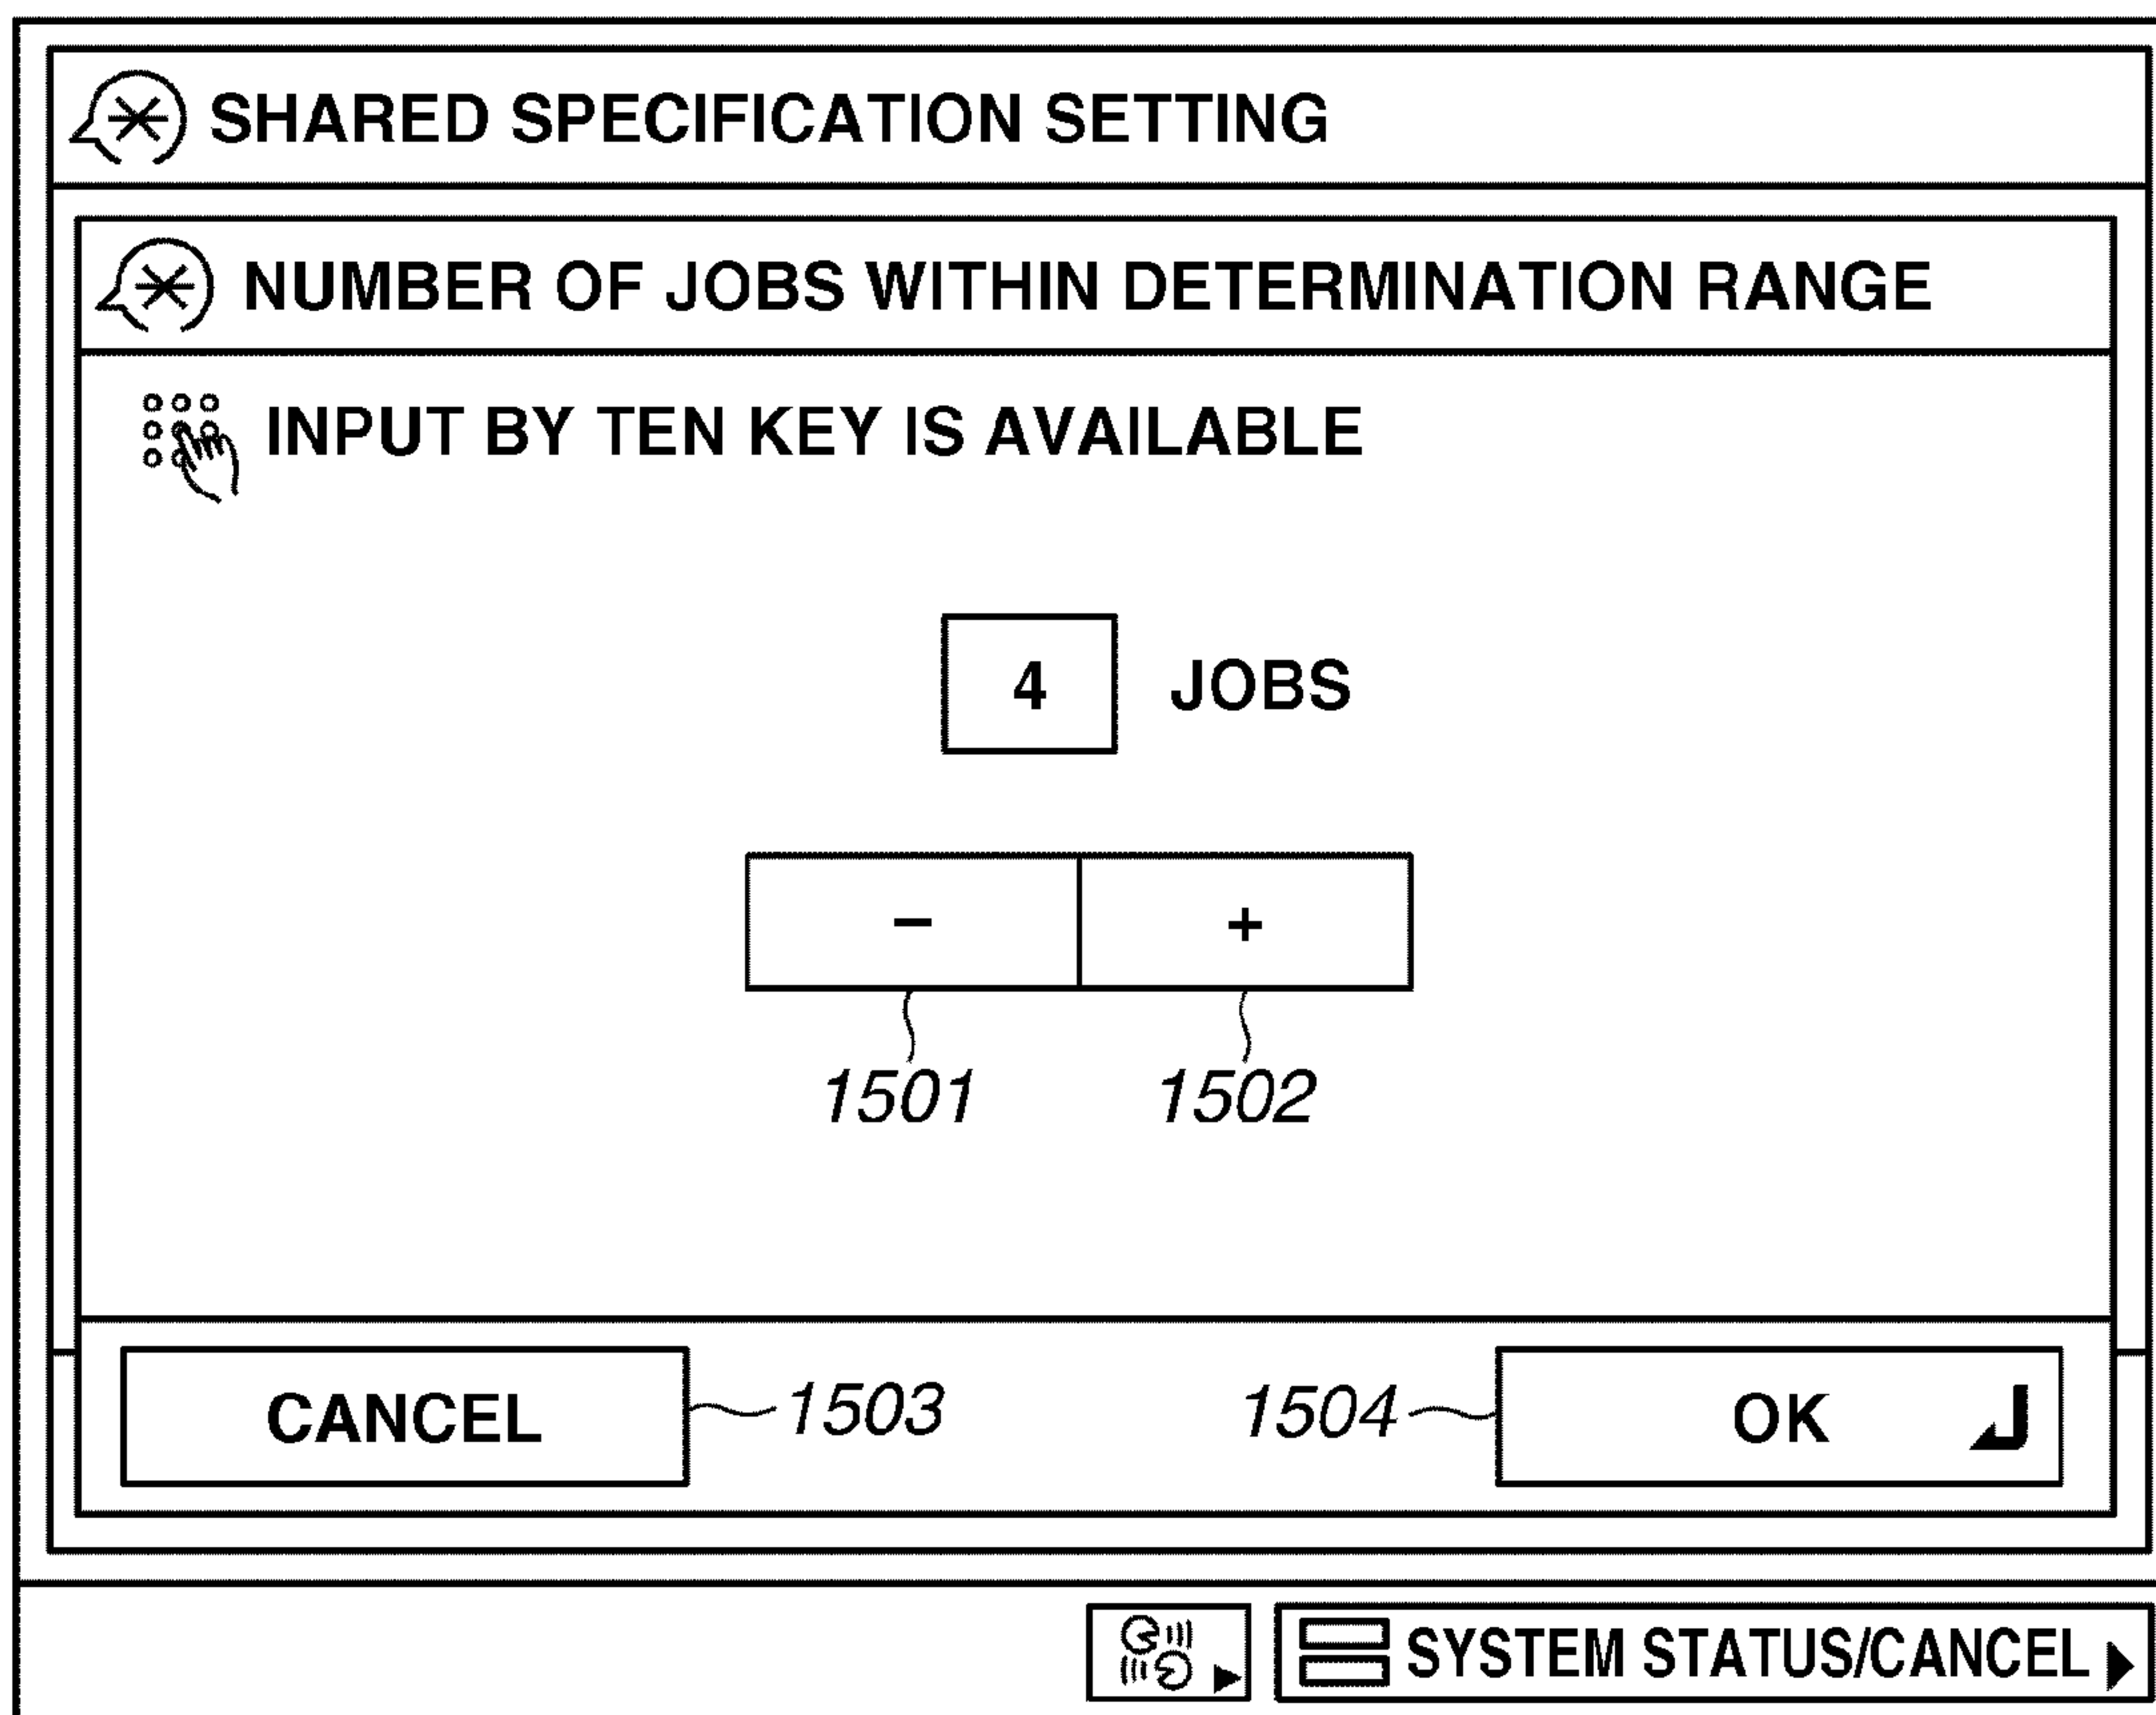 SHARED SPECIFICATION SETTING
NUMBER OF JOBS WITHIN DETERMINATION RANGE
INPUT BY TEN KEY IS AVAILABLE
4 JOBS
− +
1501 1502
CANCEL 1503 1504 OK
SYSTEM STATUS/CANCEL